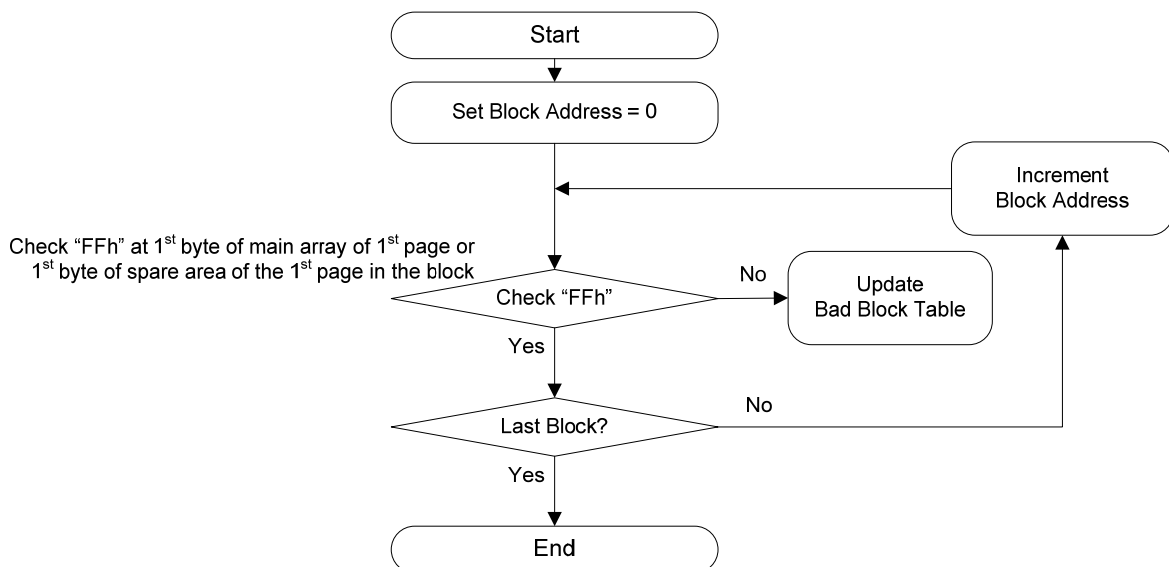 Start
Set Block Address = 0
Increment
Block Address
Check “FFh” at 1st byte of main array of 1st page or
1st byte of spare area of the 1st page in the block
Check “FFh”
No
Update
Bad Block Table
Yes
Last Block?
No
Yes
End